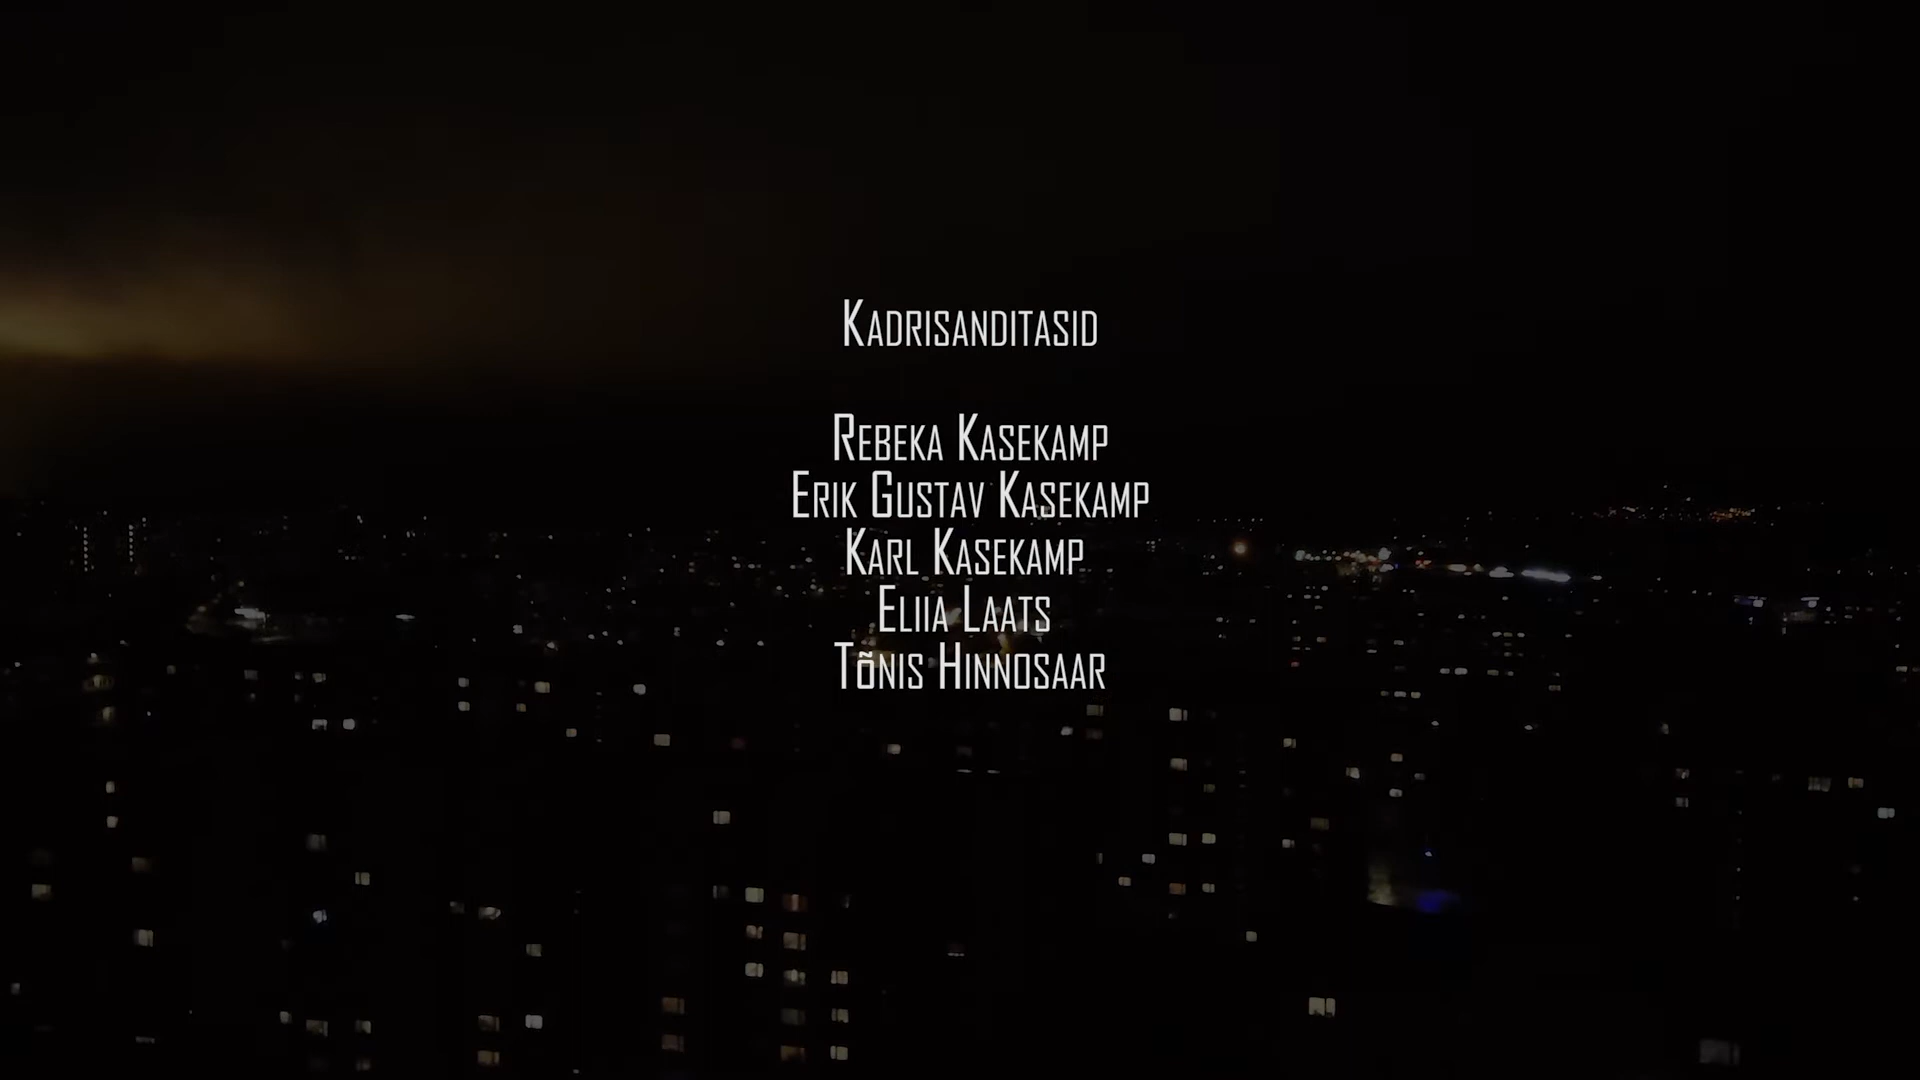 Kadrisanditasid
Rebeka Kasekamp
Erik Gustav Kasekamp
Karl Kasekamp
Eliia Laats
Tõnis Hinnosaar